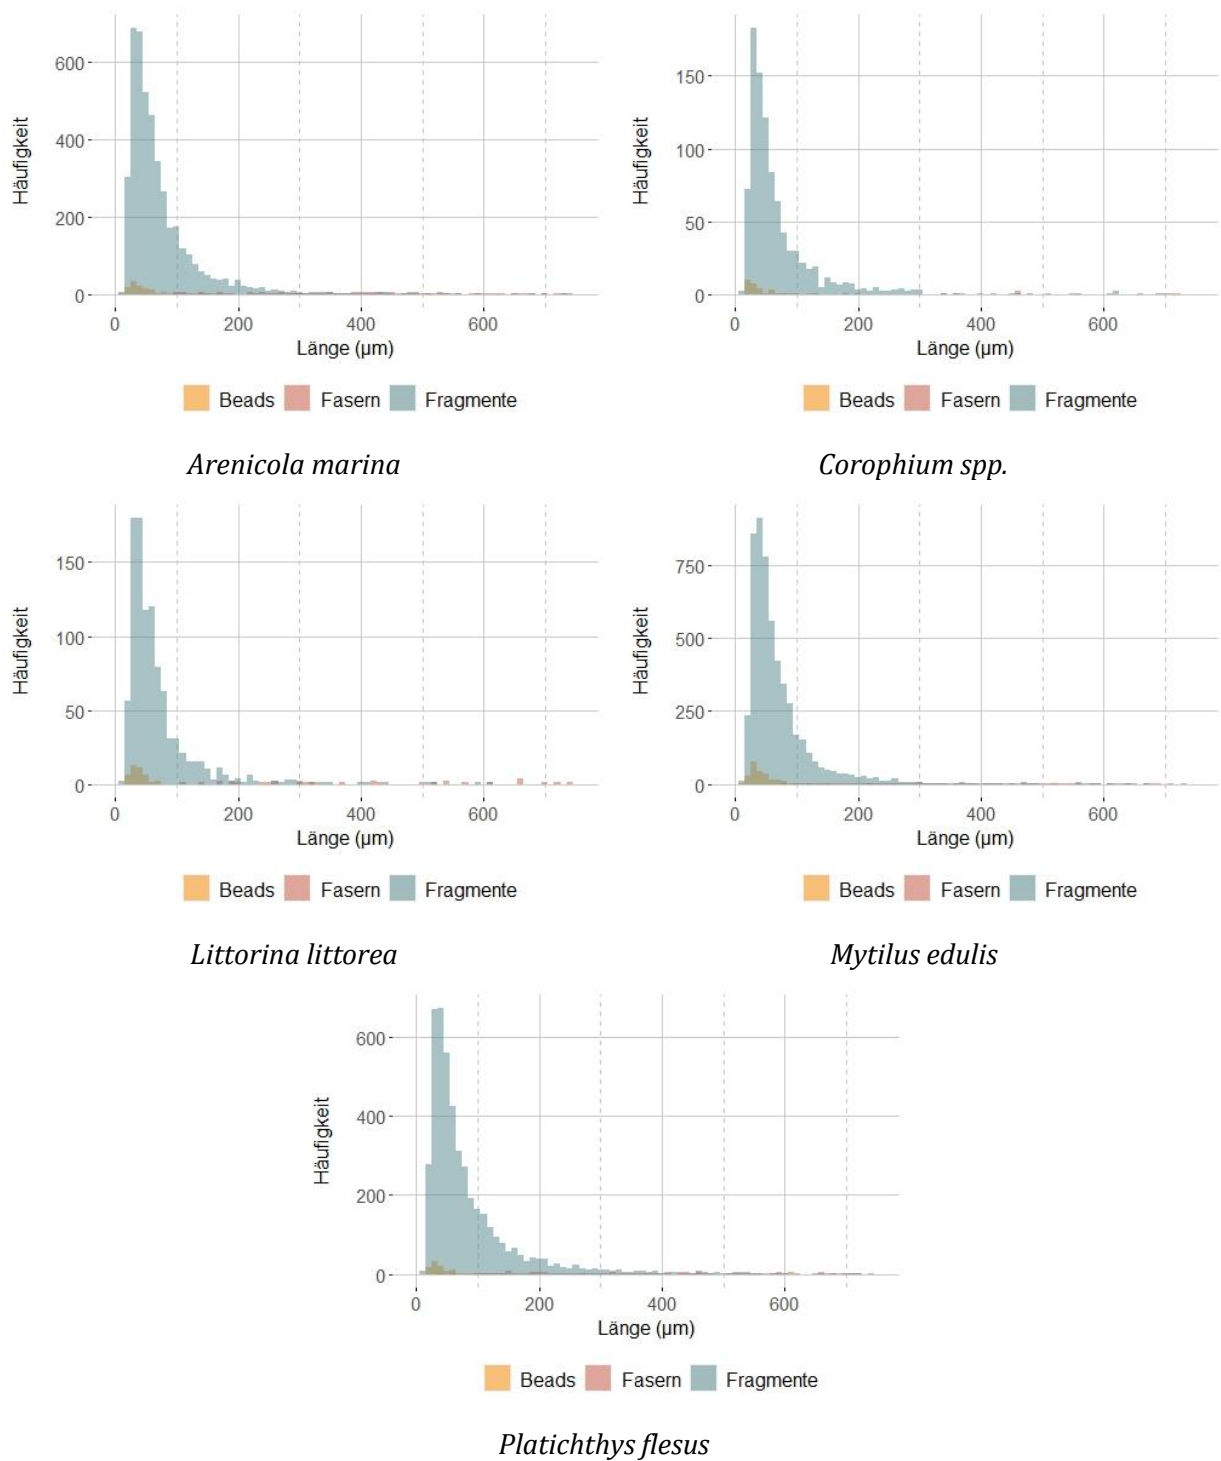 600
400
200
0
Häufigkeit
0 200 400 600
Länge (µm)
Beads Fasern Fragmente
Arenicola marina
150
100
50
0
Häufigkeit
0 200 400 600
Länge (µm)
Beads Fasern Fragmente
Corophium spp.
150
100
50
0
Häufigkeit
0 200 400 600
Länge (µm)
Beads Fasern Fragmente
Littorina littorea
750
500
250
0
Häufigkeit
0 200 400 600
Länge (µm)
Beads Fasern Fragmente
Mytilus edulis
600
400
200
0
Häufigkeit
0 200 400 600
Länge (µm)
Beads Fasern Fragmente
Platichthys flesus